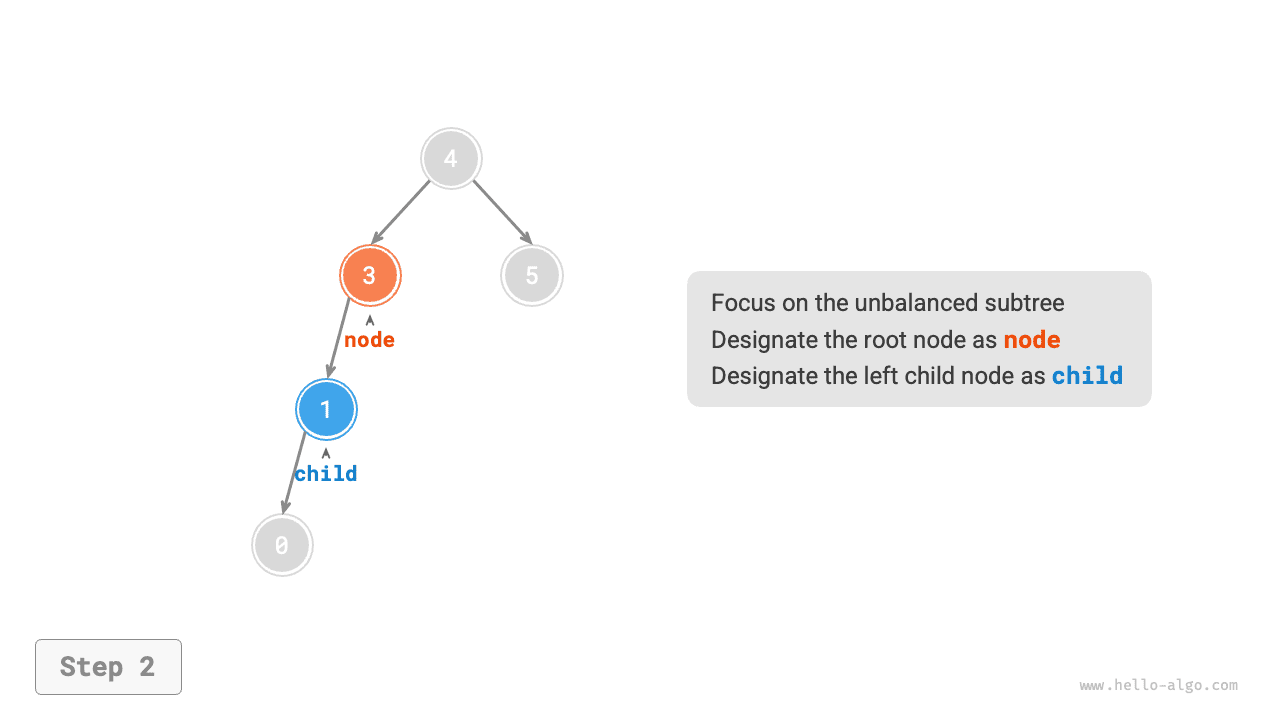 4
3
5
node
1
child
0
Focus on the unbalanced subtree
Designate the root node as node
Designate the left child node as child
Step 2
www.hello-algo.com